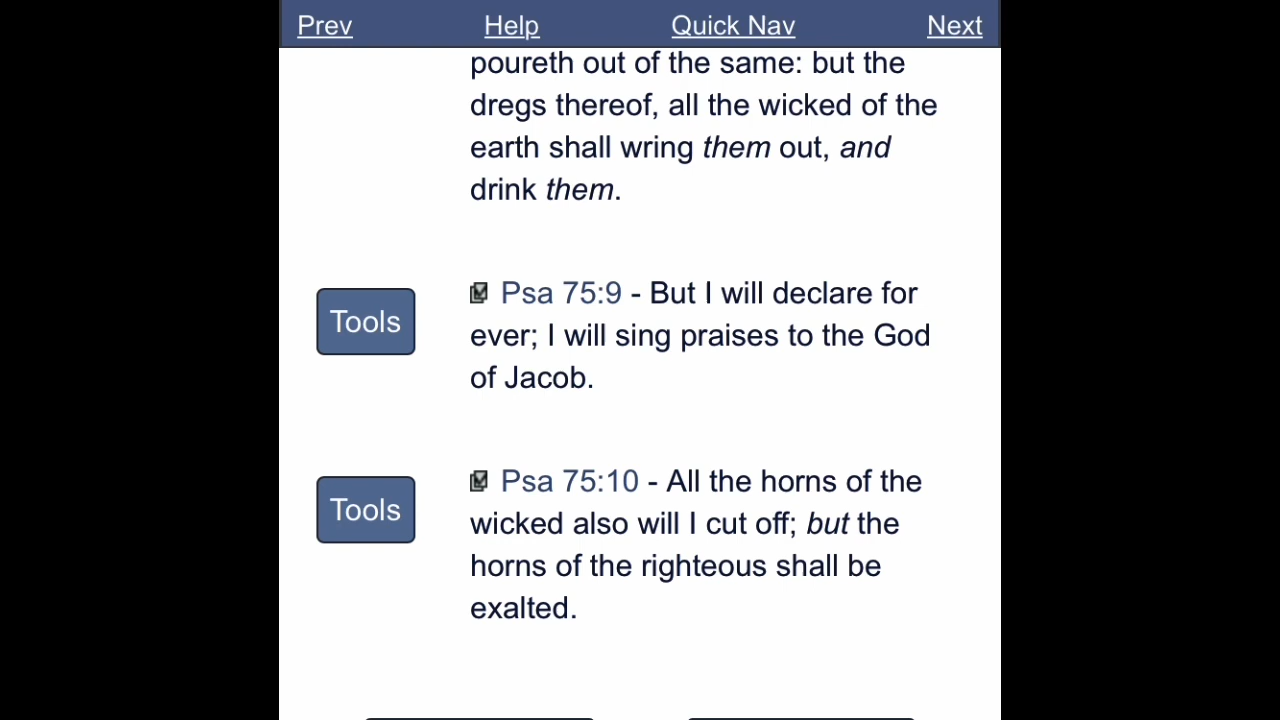 Prev Help Quick Nav Next
poureth out of the same: but the
dregs thereof, all the wicked of the
earth shall wring them out, and
drink them.
Tools
Psa 75:9 - But I will declare for
ever; I will sing praises to the God
of Jacob.
Tools
Psa 75:10 - All the horns of the
wicked also will I cut off; but the
horns of the righteous shall be
exalted.